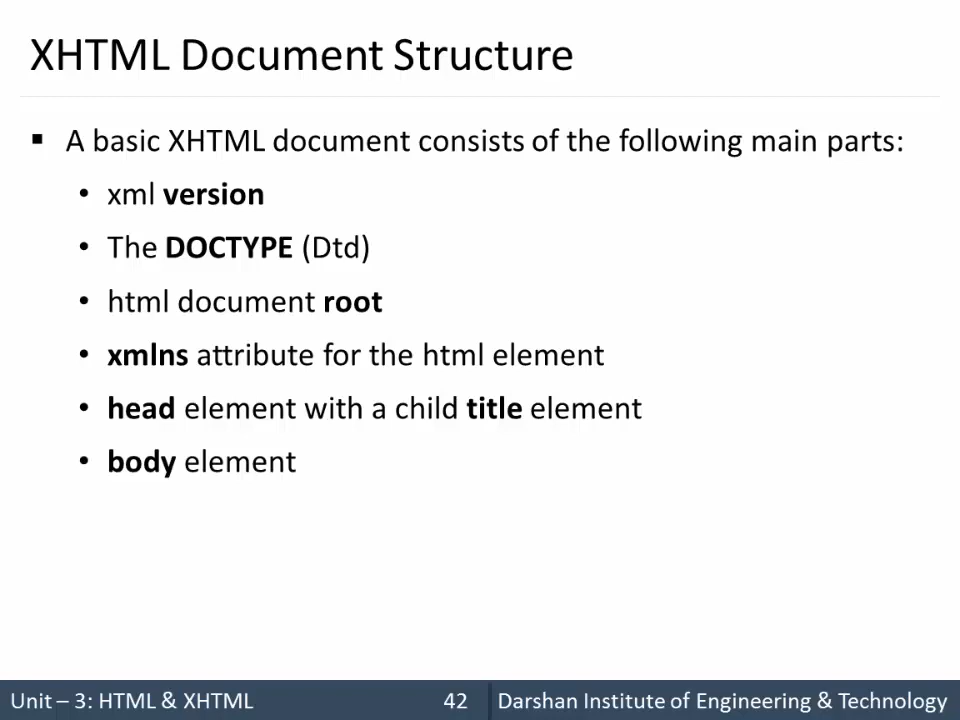 XHTML Document Structure
▪ A basic XHTML document consists of the following main parts:
• xml version
• The DOCTYPE (Dtd)
• html document root
• xmlns attribute for the html element
• head element with a child title element
• body element
Unit – 3: HTML & XHTML 42 Darshan Institute of Engineering & Technology